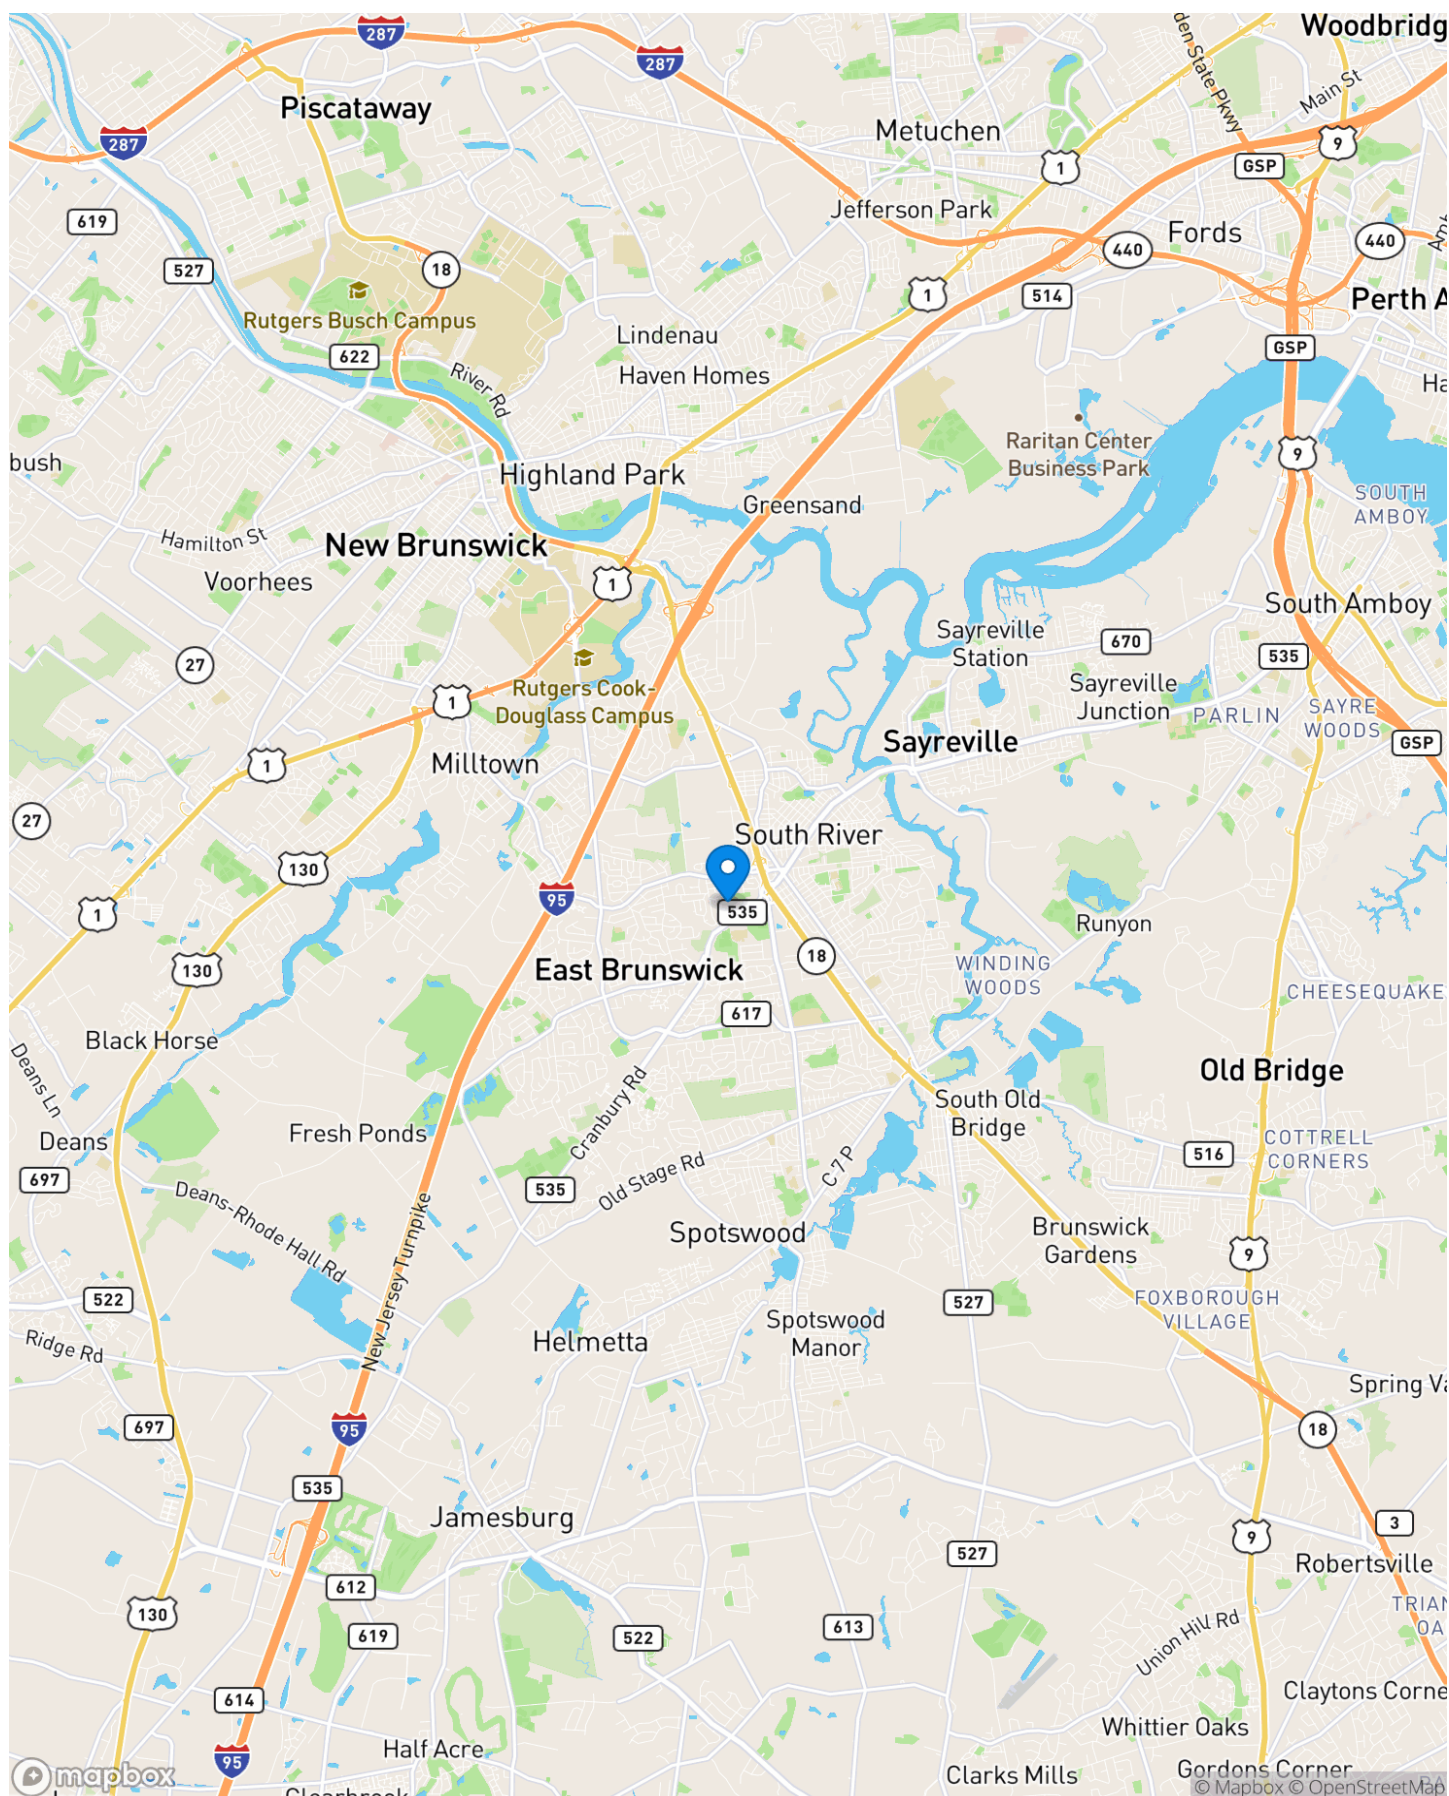 Woodbridg
287
287
den State Pkwy
Main St
Piscataway
287
Metuchen
9
1
GSP
619
Jefferson Park
Fords
440
440
Amb
527
18
1
514
Perth A
Rutgers Busch Campus
Lindenau
622
GSP
River Rd
Haven Homes
Ha
Raritan Center
Business Park
bush
9
Highland Park
Greensand
SOUTH
AMBOY
Hamilton St
New Brunswick
Voorhees
1
South Amboy
Sayreville
Station
670
27
535
Rutgers Cook-
Douglass Campus
1
Sayreville
Junction
PARLIN
SAYRE
WOODS
Sayreville
GSP
1
Milltown
27
South River
130
95
1
535
Runyon
18
130
East Brunswick
WINDING
WOODS
CHEESEQUAKE
617
Black Horse
Deans Ln
Old Bridge
Cranbury Rd
South Old
Bridge
Deans
Fresh Ponds
COTTRELL
CORNERS
516
697
535
Old Stage Rd
C 7 P
Deans-Rhode Hall Rd
New Jersey Turnpike
Spotswood
Brunswick
Gardens
9
522
527
FOXBOROUGH
VILLAGE
Ridge Rd
Helmetta
Spotswood
Manor
Spring Va
697
95
18
535
Jamesburg
3
9
527
Robertsville
612
130
TRIAN
OA
619
522
613
Union Hill Rd
614
Claytons Corne
Whittier Oaks
Half Acre
95
Gordons Corner
Clarks Mills
mapbox
Clearbrook
© Mapbox © OpenStreetMap